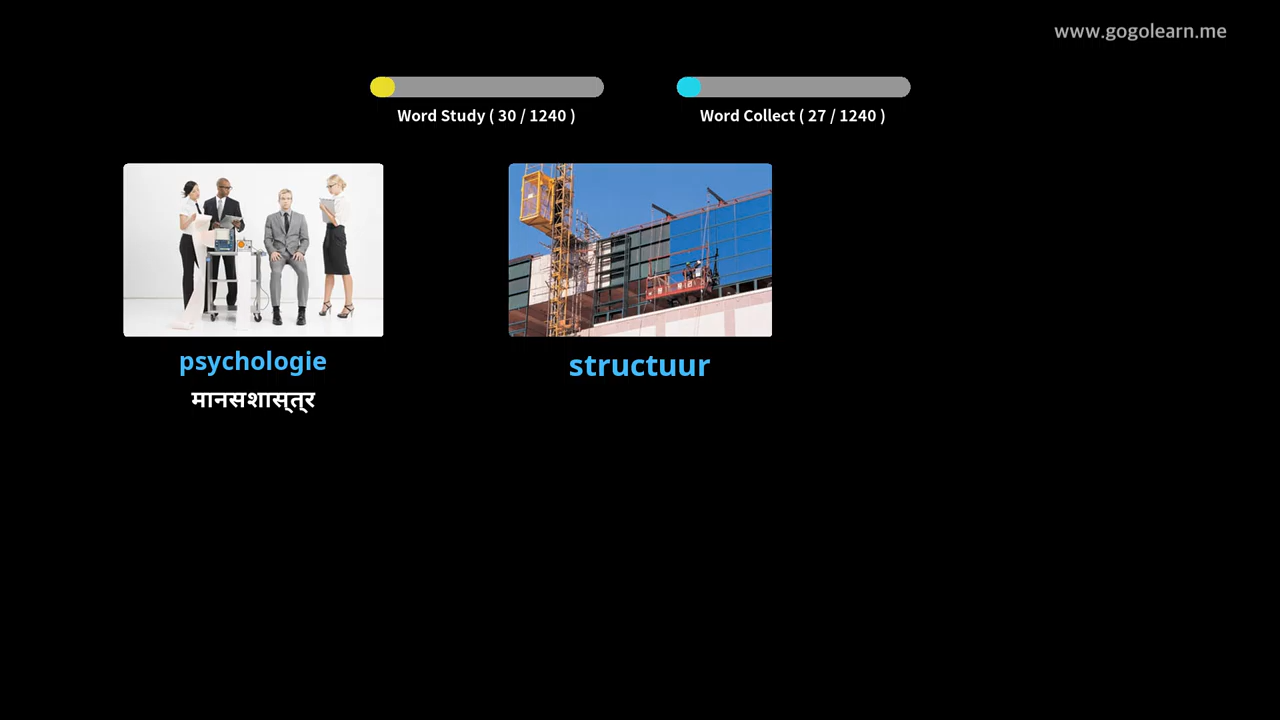 www.gogolearn.me
Word Study ( 30 / 1240 )
Word Collect ( 27 / 1240 )
psychologie
मानसशास्त्र
structuur